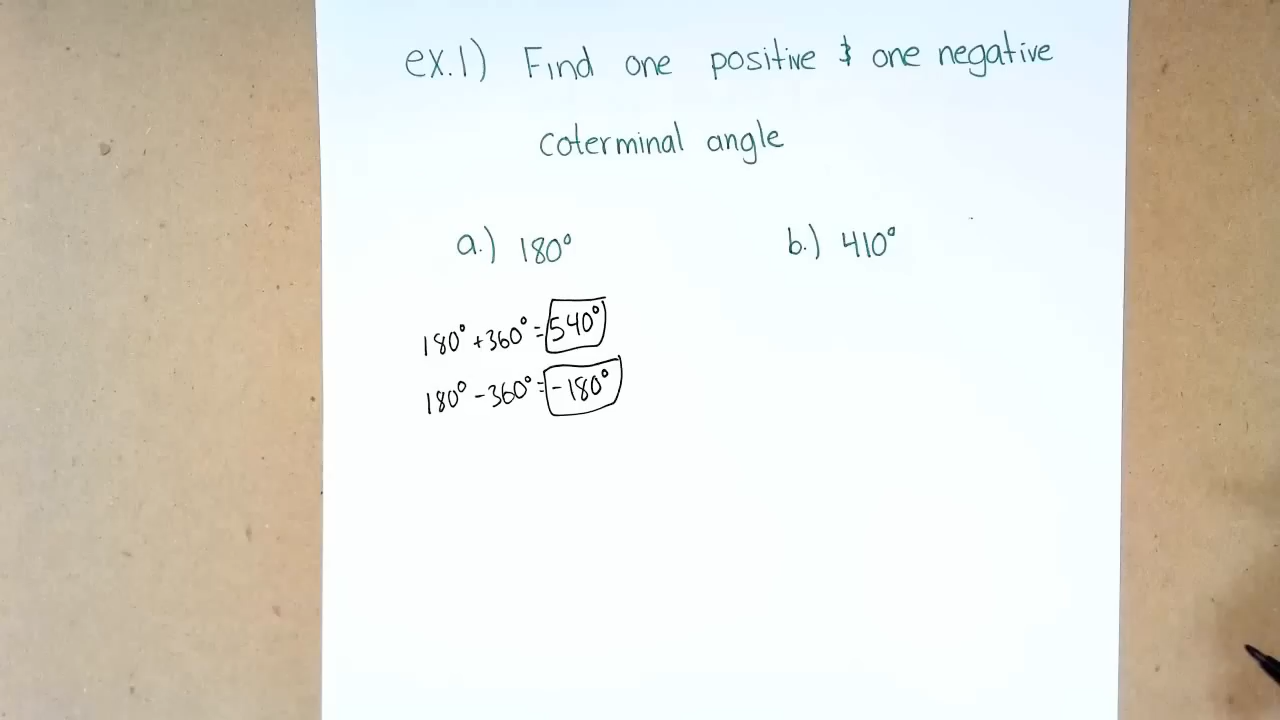 ex.1) Find one positive & one negative
coterminal angle
a.) 180°
b.) 410°
180° + 360° = 540°
180° - 360° = -180°